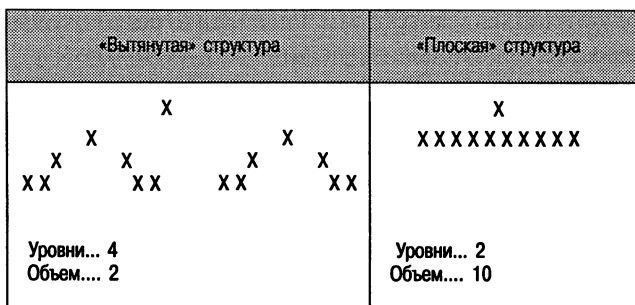 «Вытянутая» структура
«Плоская» структура
X
X X
X X X X
X X X X X X X X
Уровни... 4
Объем.... 2
X
X X X X X X X X X X
Уровни... 2
Объем.... 10